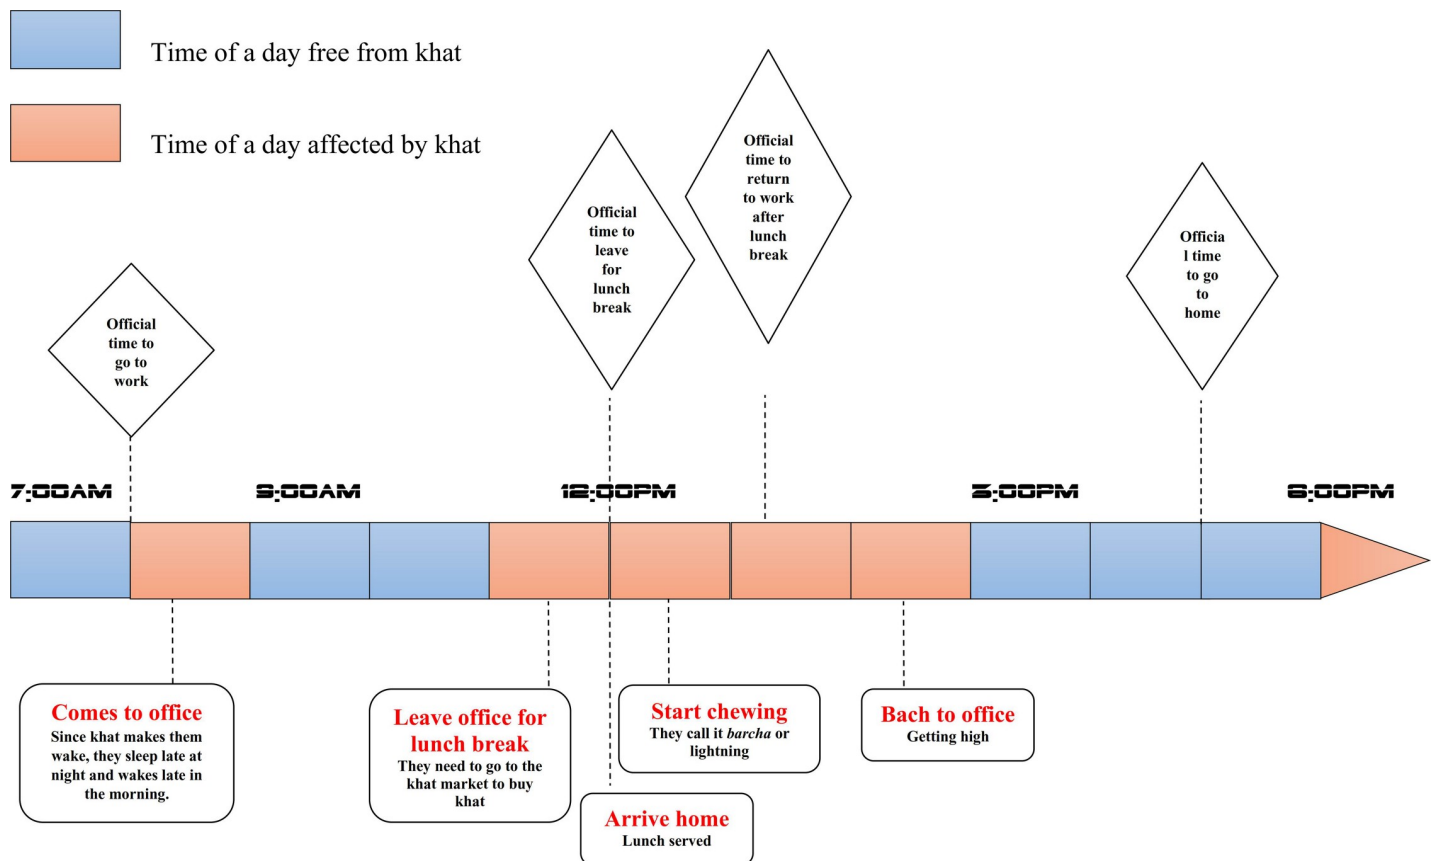 Time of a day free from khat
Time of a day affected by khat
Official
time to
go to
work
Official
time to
leave
for
lunch
break
Official
time to
return
to work
after
lunch
break
Officia
l time
to go
to
home
7:00AM
9:00AM
12:00PM
3:00PM
6:00PM
Comes to office
Since khat makes them
wake, they sleep late at
night and wakes late in
the morning.
Leave office for
lunch break
They need to go to the
khat market to buy
khat
Arrive home
Lunch served
Start chewing
They call it barcha or
lightning
Bach to office
Getting high